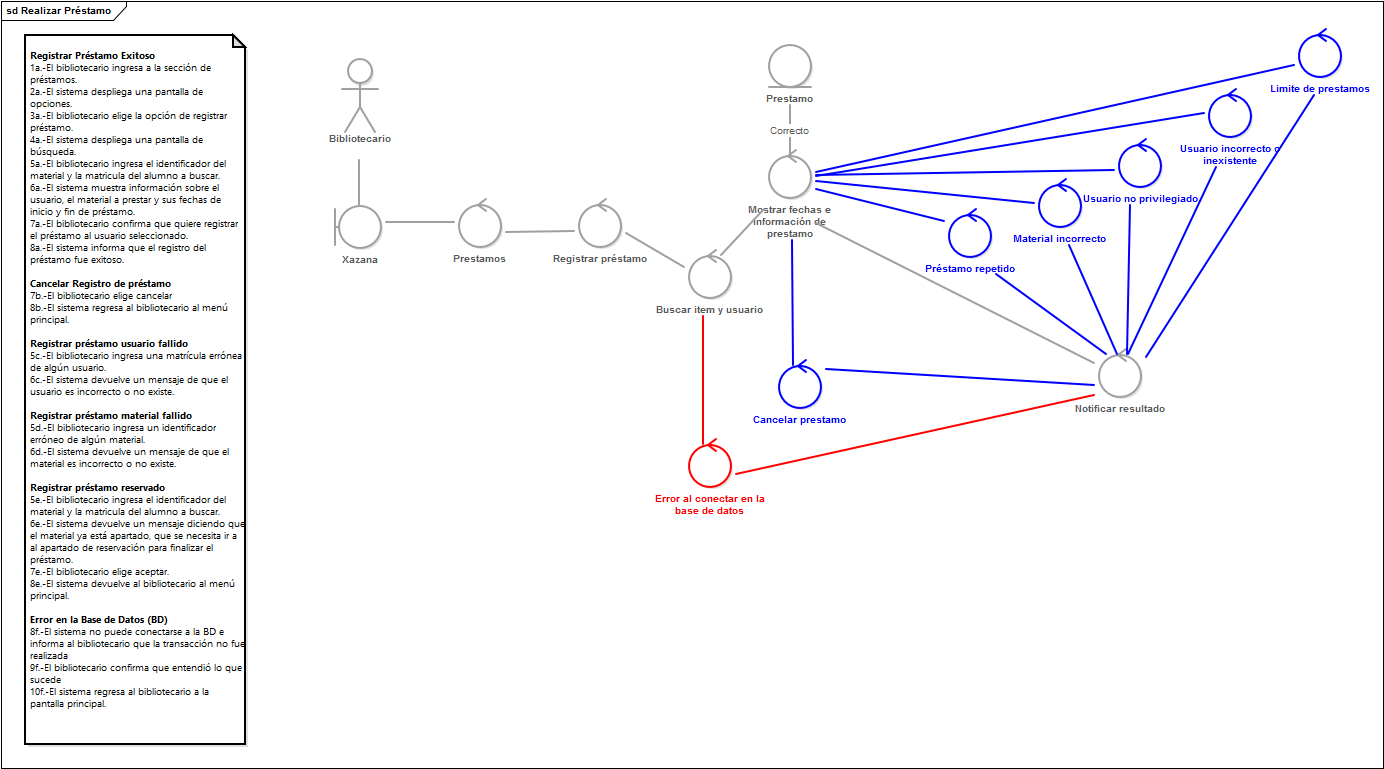 sd Realizar Préstamo
Registrar Préstamo Exitoso
1a.-El bibliotecario ingresa a la sección de
préstamos.
2a.-El sistema despliega una pantalla de
opciones.
3a.-El bibliotecario elige la opción de registrar
préstamo.
4a.-El sistema despliega una pantalla de
búsqueda.
5a.-El bibliotecario ingresa el identificador del
material y la matricula del alumno a buscar.
6a.-El sistema muestra información sobre el
usuario, el material a prestar y sus fechas de
inicio y fin de préstamo.
7a.-El bibliotecario confirma que quiere registrar
el préstamo al usuario seleccionado.
8a.-El sistema informa que el registro del
préstamo fue exitoso.
Cancelar Registro de préstamo
7b.-El bibliotecario elige cancelar
8b.-El sistema regresa al bibliotecario al menú
principal.
Registrar préstamo usuario fallido
5c.-El bibliotecario ingresa una matrícula errónea
de algún usuario.
6c.-El sistema devuelve un mensaje de que el
usuario es incorrecto o no existe.
Registrar préstamo material fallido
5d.-El bibliotecario ingresa un identificador
erróneo de algún material.
6d.-El sistema devuelve un mensaje de que el
material es incorrecto o no existe.
Registrar préstamo reservado
5e.-El bibliotecario ingresa el identificador del
material y la matricula del alumno a buscar.
6e.-El sistema devuelve un mensaje diciendo que
el material ya está apartado, que se necesita ir a
al apartado de reservación para finalizar el
préstamo.
7e.-El bibliotecario elige aceptar.
8e.-El sistema devuelve al bibliotecario al menú
principal.
Error en la Base de Datos (BD)
8f.-El sistema no puede conectarse a la BD e
informa al bibliotecario que la transacción no fue
realizada
9f.-El bibliotecario confirma que entendió lo que
sucede
10f.-El sistema regresa al bibliotecario a la
pantalla principal.
Bibliotecario
Xazana
Prestamos
Registrar préstamo
Buscar item y usuario
Prestamo
Correcto
Mostrar fechas e
información de
prestamo
Limite de prestamos
Usuario incorrecto o
inexistente
Usuario no privilegiado
Material incorrecto
Préstamo repetido
Notificar resultado
Cancelar prestamo
Error al conectar en la
base de datos